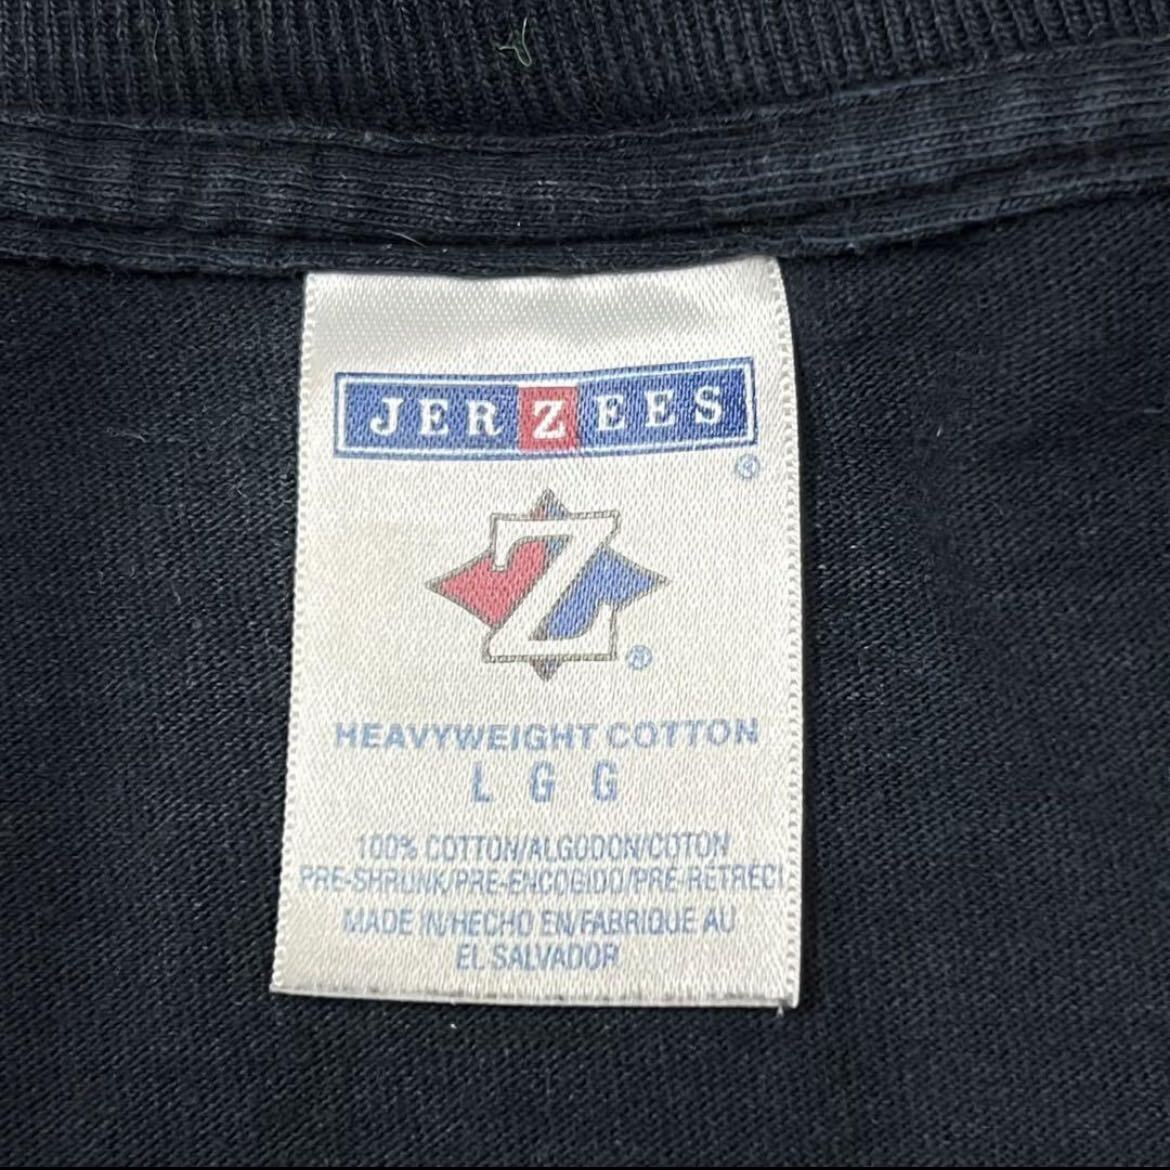 JERZEES
®
Z
®
HEAVYWEIGHT COTTON
L G G
100% COTTON/ALGODON/COTON
PRE-SHRUNK/PRE-ENCOGIDO/PRE-RETRECI
MADE IN/HECHO EN/FABRIQUE AU
EL SALVADOR